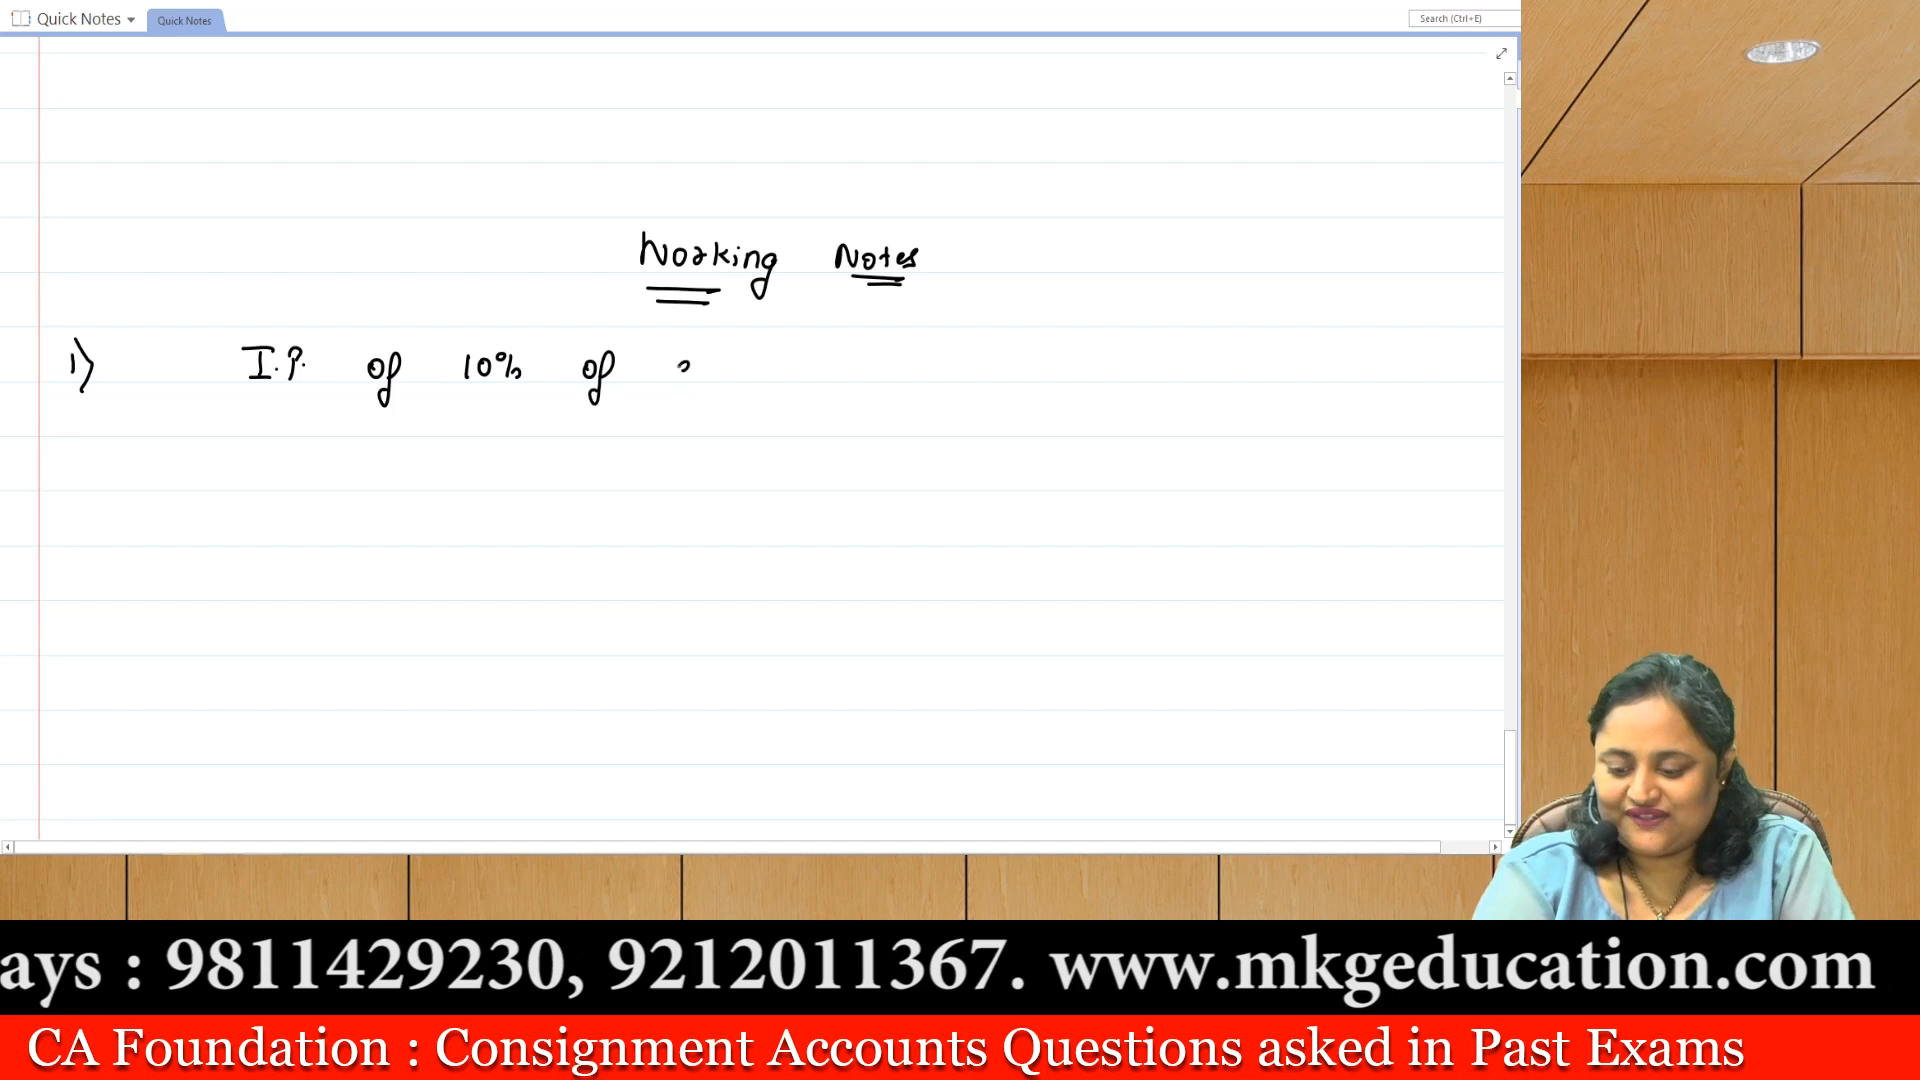 Quick Notes
Quick Notes
Search (Ctrl+E)
Working Notes
1) I.P. of 10% of
ays : 9811429230, 9212011367. www.mkgeducation.com
CA Foundation : Consignment Accounts Questions asked in Past Exams